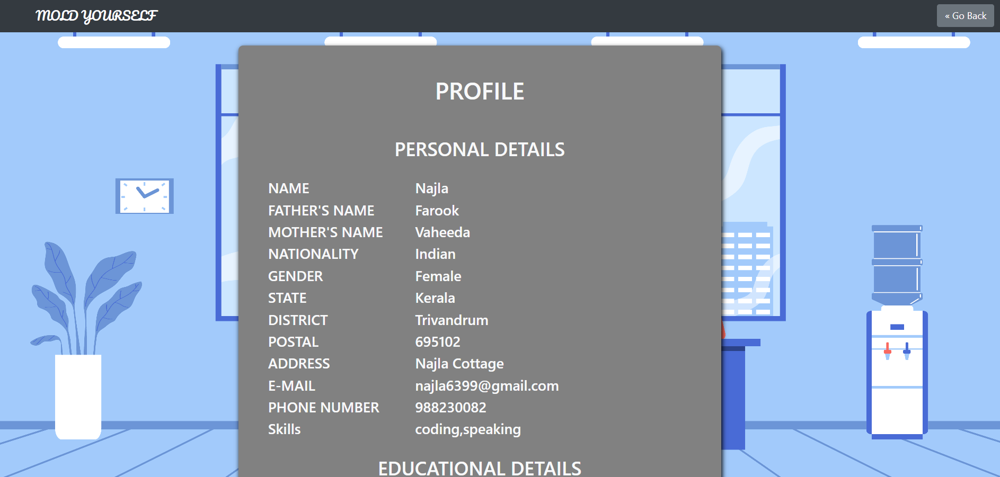 MOLD YOURSELF
« Go Back
PROFILE
PERSONAL DETAILS
NAME Najla
FATHER'S NAME Farook
MOTHER'S NAME Vaheeda
NATIONALITY Indian
GENDER Female
STATE Kerala
DISTRICT Trivandrum
POSTAL 695102
ADDRESS Najla Cottage
E-MAIL najla6399@gmail.com
PHONE NUMBER 988230082
Skills coding,speaking
EDUCATIONAL DETAILS